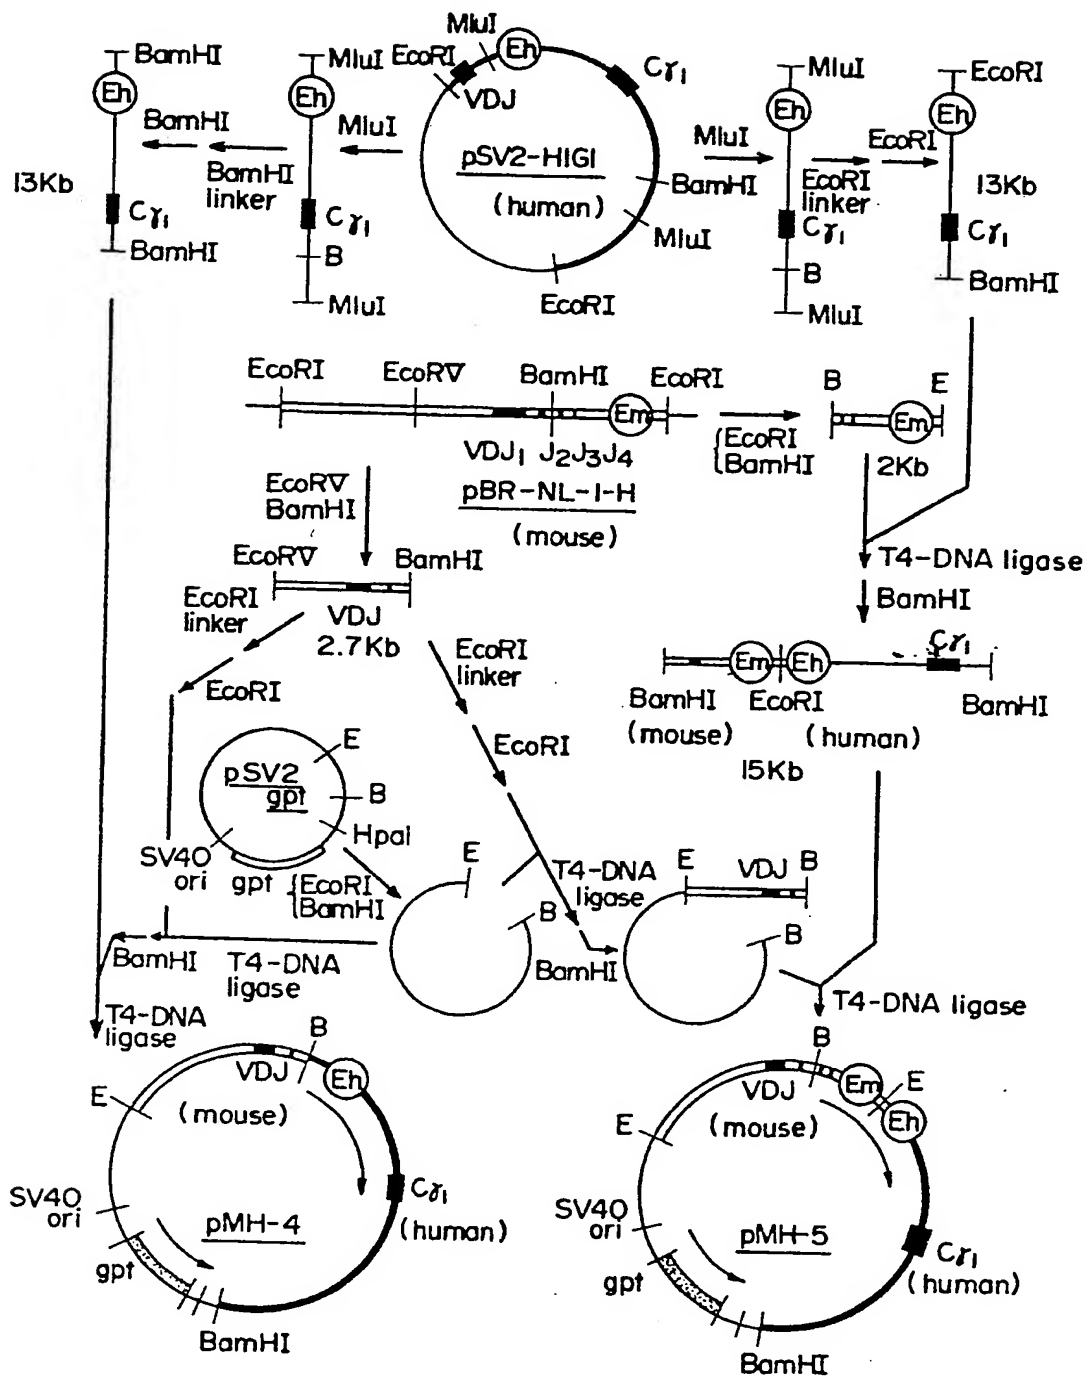 BamHI
Eh
BamHI
BamHI
linker
13Kb
Cγ1
BamHI
MluI
Eh
Cγ1
B
MluI
MluI
MluI
EcoRI
VDJ
Eh
Cγ1
pSV2-HIGI
(human)
BamHI
MluI
EcoRI
MluI
MluI
Eh
EcoRI
linker
Cγ1
B
MluI
EcoRI
EcoRI
Eh
13Kb
Cγ1
BamHI
EcoRI
EcoRV
BamHI
EcoRI
Em
VDJ1 J2J3J4
pBR-NL-I-H
(mouse)
EcoRI
BamHI
B
E
Em
2Kb
EcoRV
BamHI
EcoRV
BamHI
VDJ
2.7Kb
EcoRI
linker
EcoRI
EcoRI
linker
EcoRI
T4-DNA ligase
BamHI
Em
Eh
Cγ1
BamHI
(mouse)
EcoRI
(human)
BamHI
15Kb
pSV2
gpt
E
B
HpaI
SV40
ori
gpt
EcoRI
BamHI
E
B
T4-DNA
ligase
BamHI
E
VDJ
B
B
BamHI
T4-DNA
ligase
T4-DNA
ligase
T4-DNA ligase
B
VDJ
Eh
(mouse)
E
SV40
ori
gpt
pMH-4
Cγ1
(human)
BamHI
B
VDJ
Em
E
Eh
(mouse)
E
SV40
ori
gpt
pMH-5
Cγ1
(human)
BamHI